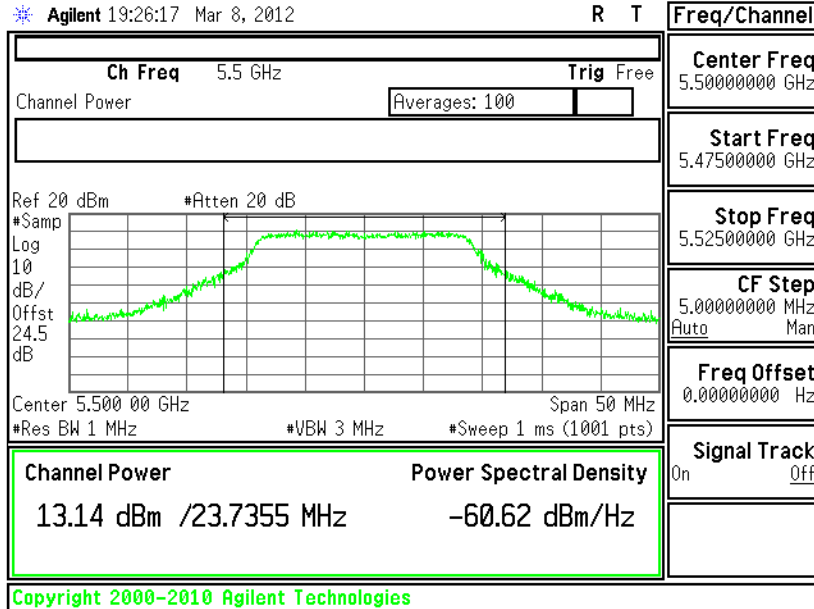 Agilent 19:26:17 Mar 8, 2012 R T
Freq/Channel
Ch Freq 5.5 GHz Trig Free
Channel Power Averages: 100
Center Freq
5.50000000 GHz
Start Freq
5.47500000 GHz
Stop Freq
5.52500000 GHz
CF Step
5.00000000 MHz
Auto Man
Freq Offset
0.00000000 Hz
Signal Track
On Off
Ref 20 dBm #Atten 20 dB
#Samp
Log
10
dB/
Offst
24.5
dB
Center 5.500 00 GHz Span 50 MHz
#Res BW 1 MHz #VBW 3 MHz #Sweep 1 ms (1001 pts)
Channel Power Power Spectral Density
13.14 dBm /23.7355 MHz -60.62 dBm/Hz
Copyright 2000-2010 Agilent Technologies